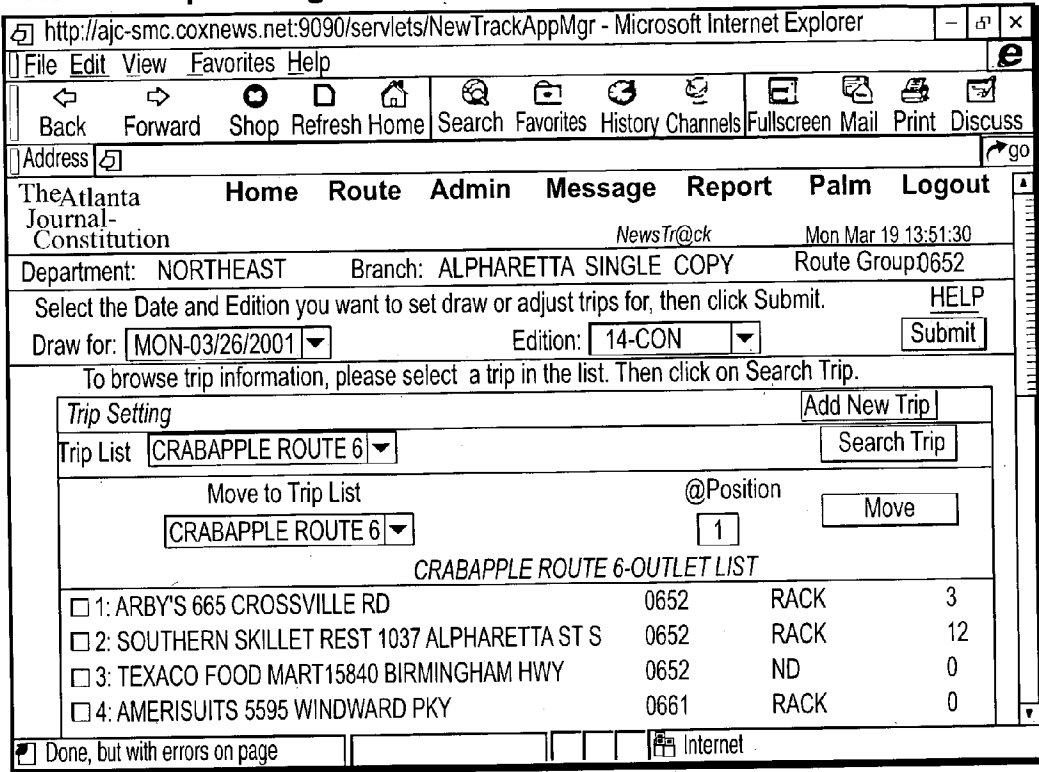 http://ajc-smc.coxnews.net:9090/servlets/NewTrackAppMgr - Microsoft Internet Explorer
File Edit View Favorites Help
Back Forward Shop Refresh Home Search Favorites History Channels Fullscreen Mail Print Discuss
Address go
The Atlanta Journal-Constitution
Home Route Admin Message Report Palm Logout
NewsTr@ck Mon Mar 19 13:51:30
Department: NORTHEAST Branch: ALPHARETTA SINGLE COPY Route Group:0652
Select the Date and Edition you want to set draw or adjust trips for, then click Submit. HELP
Draw for: MON-03/26/2001 Edition: 14-CON Submit
To browse trip information, please select a trip in the list. Then click on Search Trip.
Trip Setting Add New Trip
Trip List CRABAPPLE ROUTE 6 Search Trip
Move to Trip List @Position
CRABAPPLE ROUTE 6 1 Move
CRABAPPLE ROUTE 6-OUTLET LIST
1: ARBY'S 665 CROSSVILLE RD 0652 RACK 3
2: SOUTHERN SKILLET REST 1037 ALPHARETTA ST S 0652 RACK 12
3: TEXACO FOOD MART15840 BIRMINGHAM HWY 0652 ND 0
4: AMERISUITS 5595 WINDWARD PKY 0661 RACK 0
Done, but with errors on page Internet